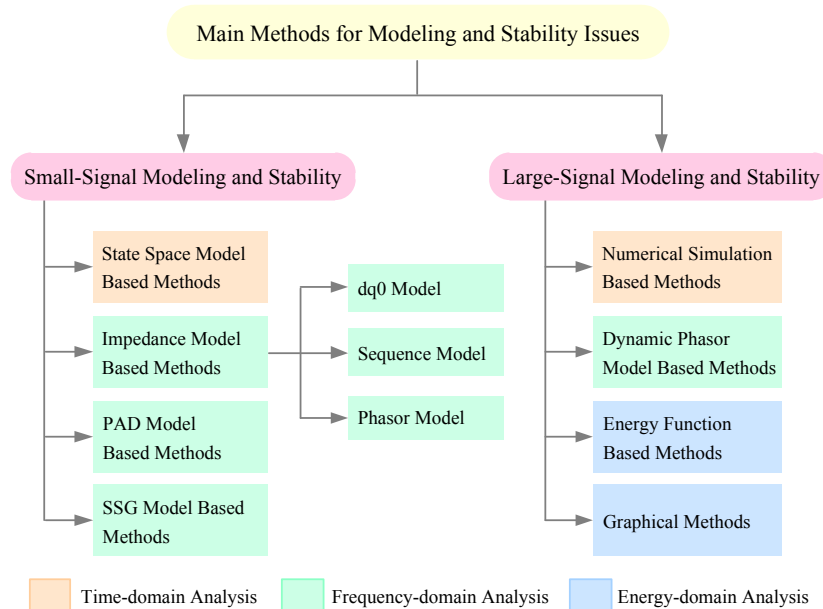 Main Methods for Modeling and Stability Issues
Small-Signal Modeling and Stability
Large-Signal Modeling and Stability
State Space Model
Based Methods
Impedance Model
Based Methods
PAD Model
Based Methods
SSG Model Based
Methods
dq0 Model
Sequence Model
Phasor Model
Numerical Simulation
Based Methods
Dynamic Phasor
Model Based Methods
Energy Function
Based Methods
Graphical Methods
Time-domain Analysis
Frequency-domain Analysis
Energy-domain Analysis